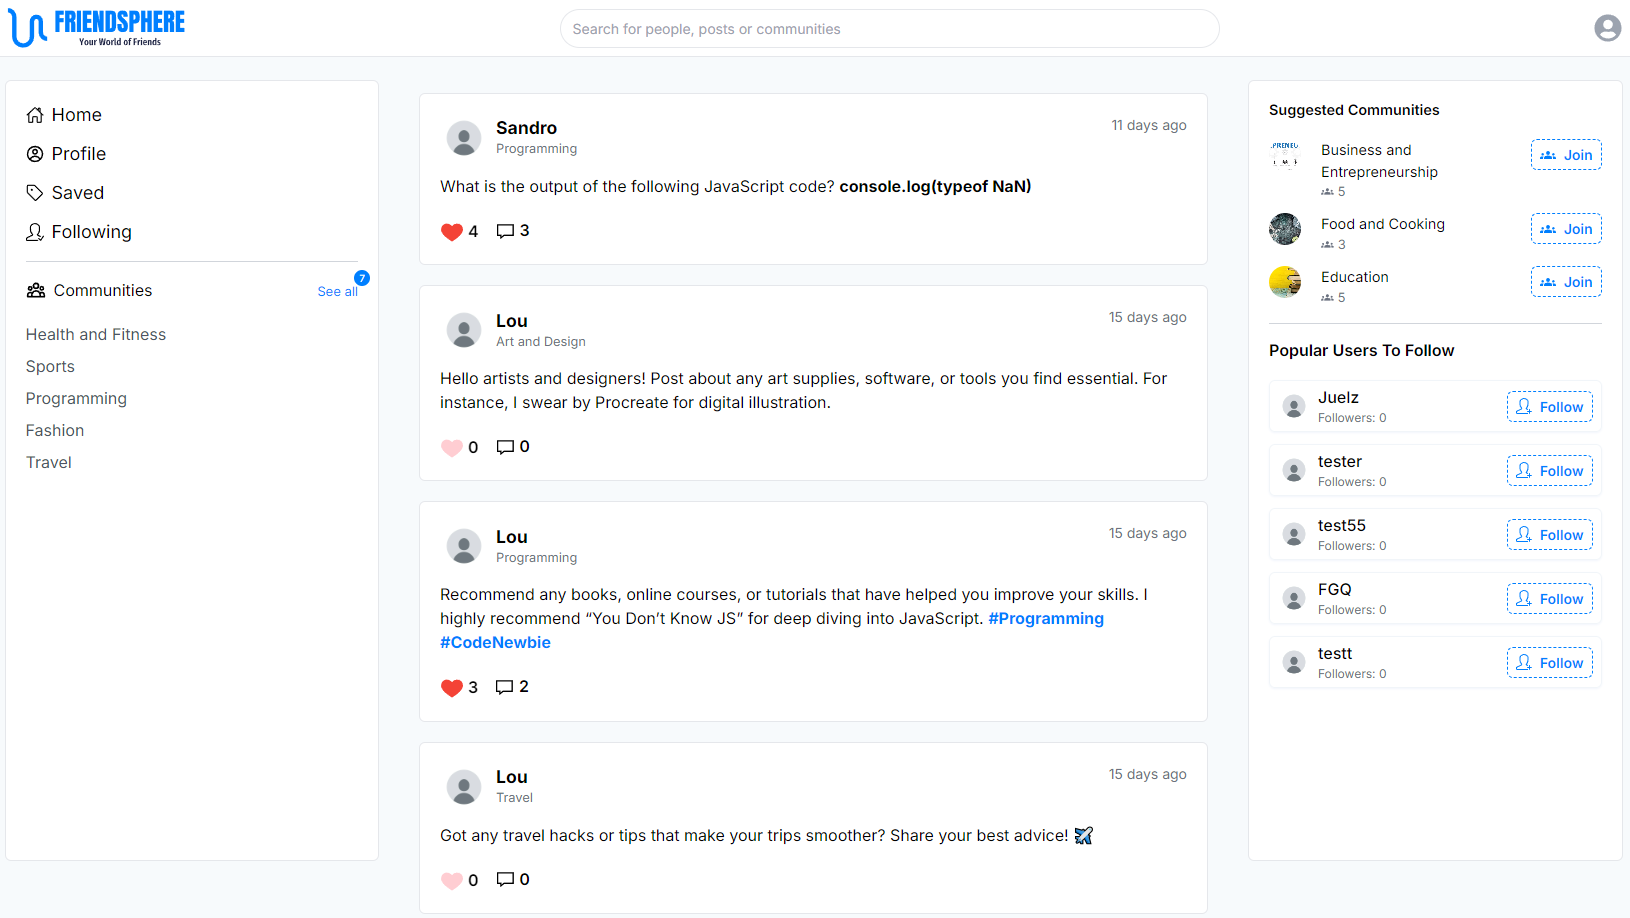 FRIENDSPHERE
Your World of Friends
Search for people, posts or communities
Home
Profile
Saved
Following
Communities
7
See all
Health and Fitness
Sports
Programming
Fashion
Travel
Sandro
11 days ago
Programming
What is the output of the following JavaScript code? console.log(typeof NaN)
4 3
Lou
15 days ago
Art and Design
Hello artists and designers! Post about any art supplies, software, or tools you find essential. For
instance, I swear by Procreate for digital illustration.
0 0
Lou
15 days ago
Programming
Recommend any books, online courses, or tutorials that have helped you improve your skills. I
highly recommend “You Don’t Know JS” for deep diving into JavaScript. #Programming
#CodeNewbie
3 2
Lou
15 days ago
Travel
Got any travel hacks or tips that make your trips smoother? Share your best advice! ✈️
0 0
Suggested Communities
Business and
Entrepreneurship
5
Join
Food and Cooking
3
Join
Education
5
Join
Popular Users To Follow
Juelz
Followers: 0
Follow
tester
Followers: 0
Follow
test55
Followers: 0
Follow
FGQ
Followers: 0
Follow
testt
Followers: 0
Follow